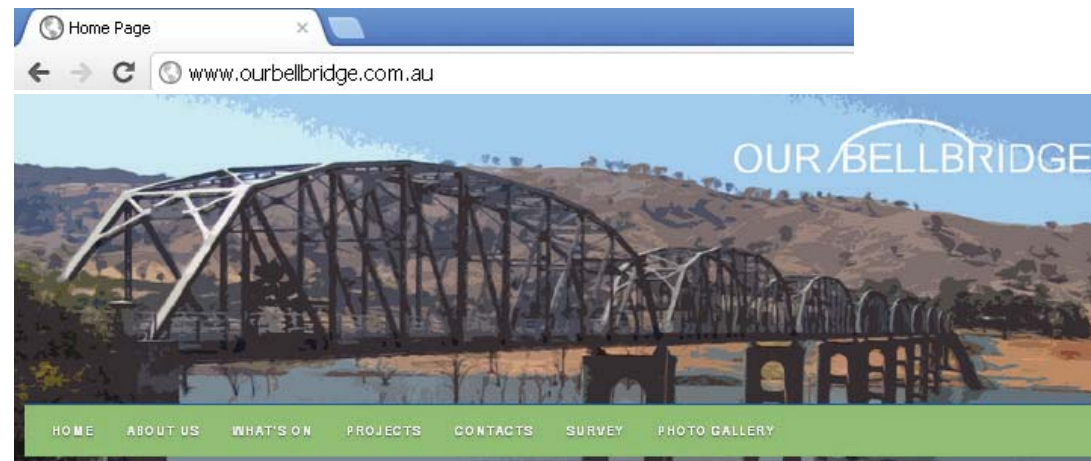 Home Page
www.ourbellbridge.com.au
OUR BELLBRIDGE
HOME ABOUT US WHAT'S ON PROJECTS CONTACTS SURVEY PHOTO GALLERY